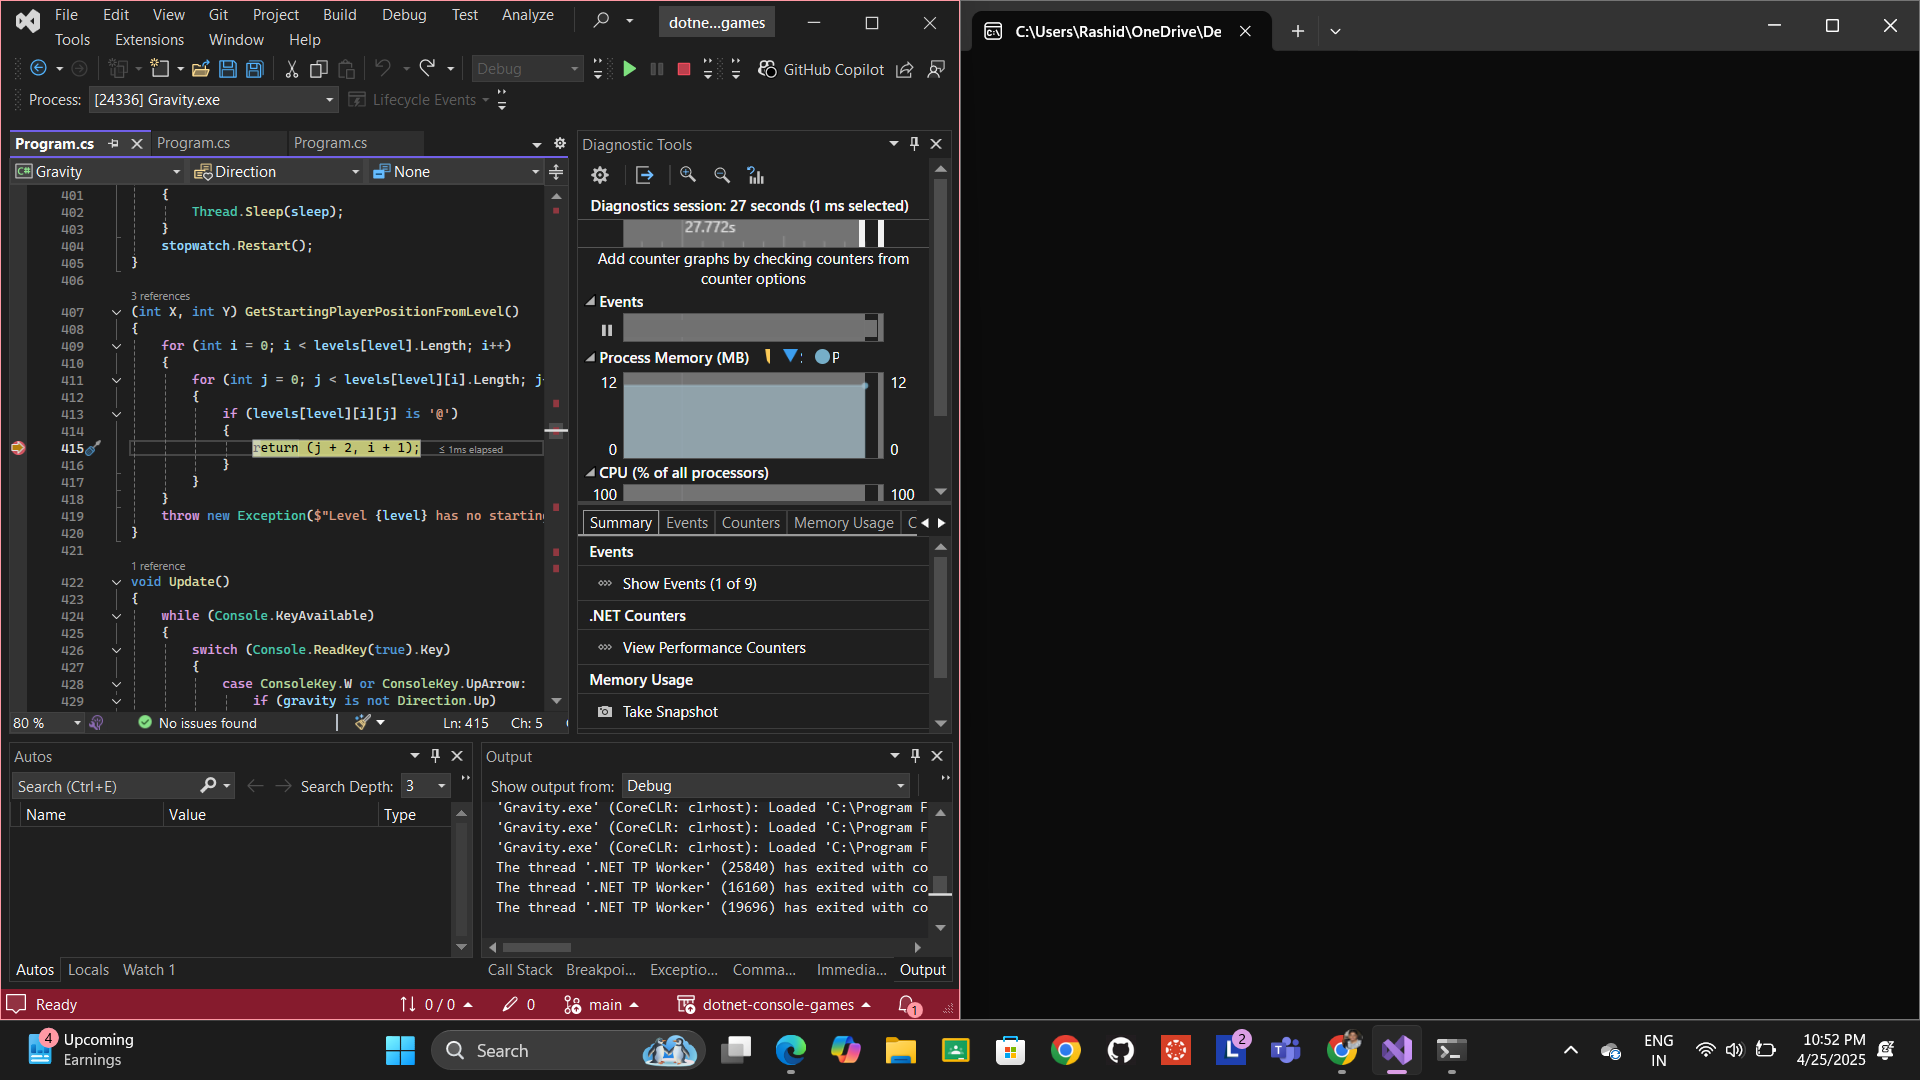 File Edit View Git Project Build Debug Test Analyze
dotne...games
Tools Extensions Window Help
Debug
GitHub Copilot
Process: [24336] Gravity.exe
Lifecycle Events
Program.cs Program.cs Program.cs
C# Gravity Direction None
401 {
402 Thread.Sleep(sleep);
403 }
404 stopwatch.Restart();
405 }
406
3 references
407 (int X, int Y) GetStartingPlayerPositionFromLevel()
408 {
409 for (int i = 0; i < levels[level].Length; i++)
410 {
411 for (int j = 0; j < levels[level][i].Length; j
412 {
413 if (levels[level][i][j] is '@')
414 {
415 return (j + 2, i + 1); ≤ 1ms elapsed
416 }
417 }
418 }
419 throw new Exception($"Level {level} has no startin
420 }
421
1 reference
422 void Update()
423 {
424 while (Console.KeyAvailable)
425 {
426 switch (Console.ReadKey(true).Key)
427 {
428 case ConsoleKey.W or ConsoleKey.UpArrow:
429 if (gravity is not Direction.Up)
80 % No issues found Ln: 415 Ch: 5
Diagnostic Tools
Diagnostics session: 27 seconds (1 ms selected)
27.772s
Add counter graphs by checking counters from
counter options
Events
Process Memory (MB) P
12 12
0 0
CPU (% of all processors)
100 100
Summary Events Counters Memory Usage C
Events
Show Events (1 of 9)
.NET Counters
View Performance Counters
Memory Usage
Take Snapshot
Autos
Search (Ctrl+E) Search Depth: 3
Name Value Type
Autos Locals Watch 1
Output
Show output from: Debug
'Gravity.exe' (CoreCLR: clrhost): Loaded 'C:\Program F
'Gravity.exe' (CoreCLR: clrhost): Loaded 'C:\Program F
'Gravity.exe' (CoreCLR: clrhost): Loaded 'C:\Program F
The thread '.NET TP Worker' (25840) has exited with co
The thread '.NET TP Worker' (16160) has exited with co
The thread '.NET TP Worker' (19696) has exited with co
Call Stack Breakpoi... Exceptio... Comma... Immedia... Output
Ready 0 / 0 0 main dotnet-console-games 1
C:\Users\Rashid\OneDrive\De
4 Upcoming
Earnings
Search
L 2
ENG
IN
10:52 PM
4/25/2025